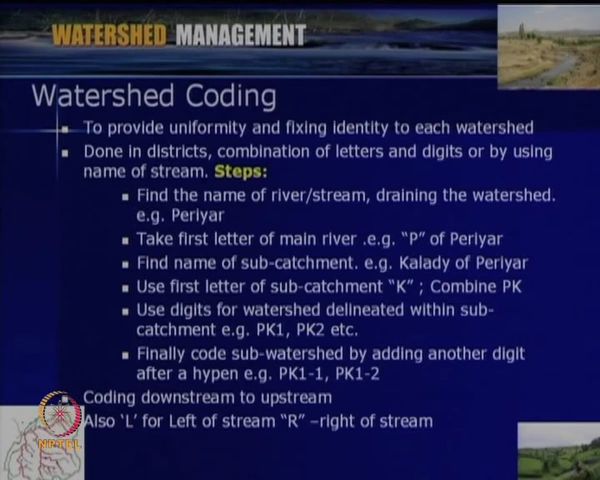 WATERSHED MANAGEMENT
Watershed Coding
To provide uniformity and fixing identity to each watershed
Done in districts, combination of letters and digits or by using
name of stream. Steps:
Find the name of river/stream, draining the watershed.
e.g. Periyar
Take first letter of main river .e.g. “P” of Periyar
Find name of sub-catchment. e.g. Kalady of Periyar
Use first letter of sub-catchment “K” ; Combine PK
Use digits for watershed delineated within sub-
catchment e.g. PK1, PK2 etc.
Finally code sub-watershed by adding another digit
after a hypen e.g. PK1-1, PK1-2
Coding downstream to upstream
Also ‘L’ for Left of stream “R” –right of stream
NPTEL